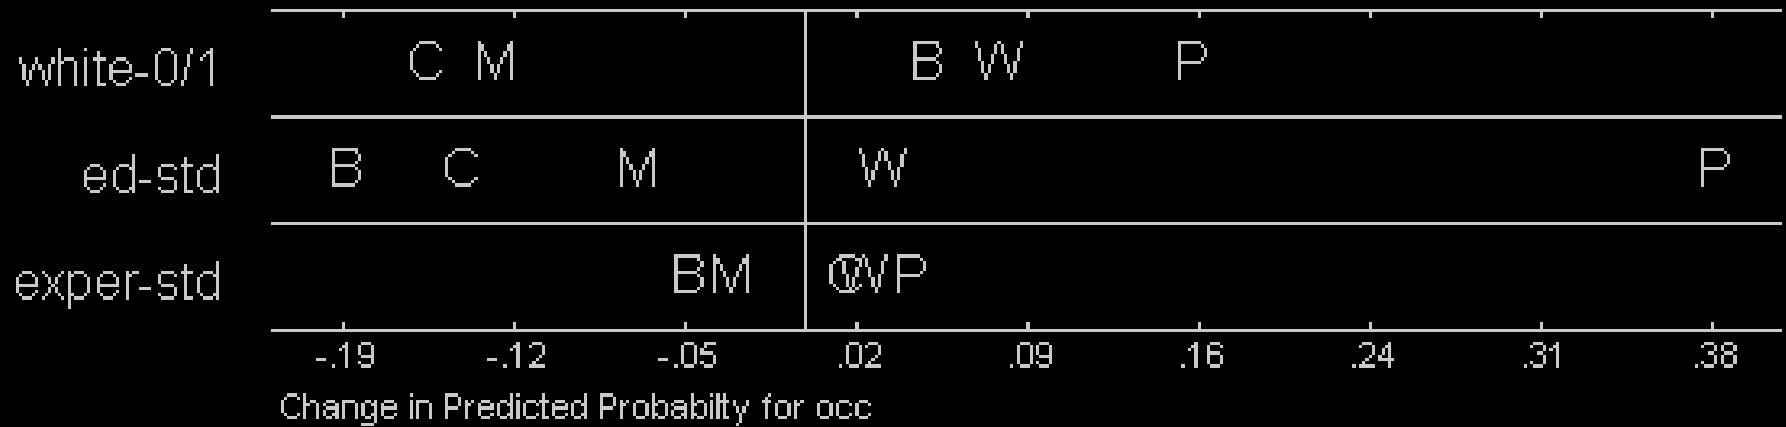 white-0/1 C M B W P
ed-std B C M W P
exper-std BM CWP
-.19 -.12 -.05 .02 .09 .16 .24 .31 .38
Change in Predicted Probabilty for occ